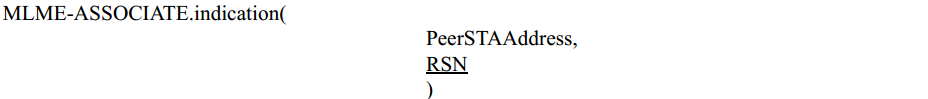 MLME-ASSOCIATE.indication(
PeerSTAAddress,
RSN
)